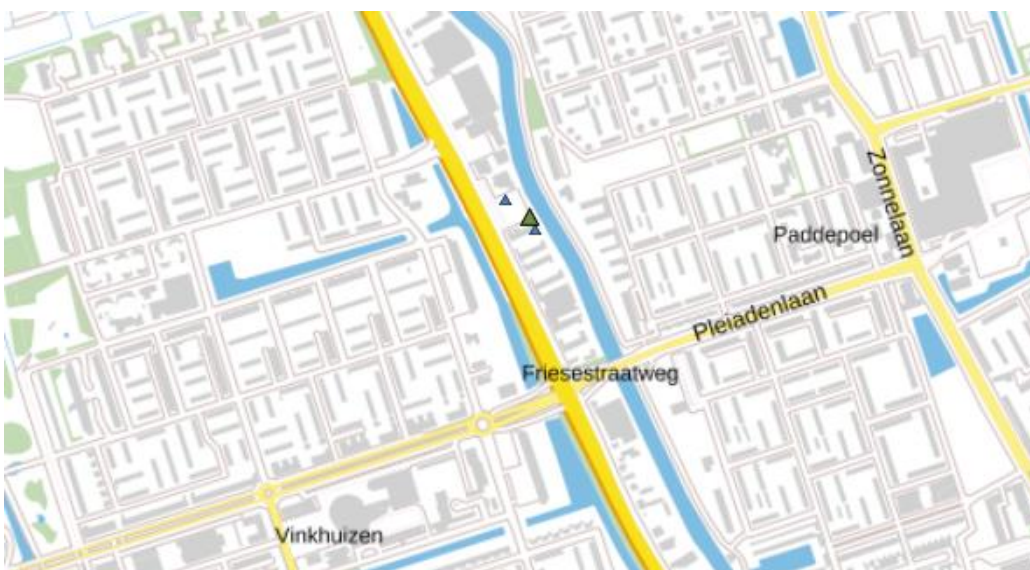 Zonnelaan
Paddepoel
Pleiadenlaan
Friesestraatweg
Vinkhuizen